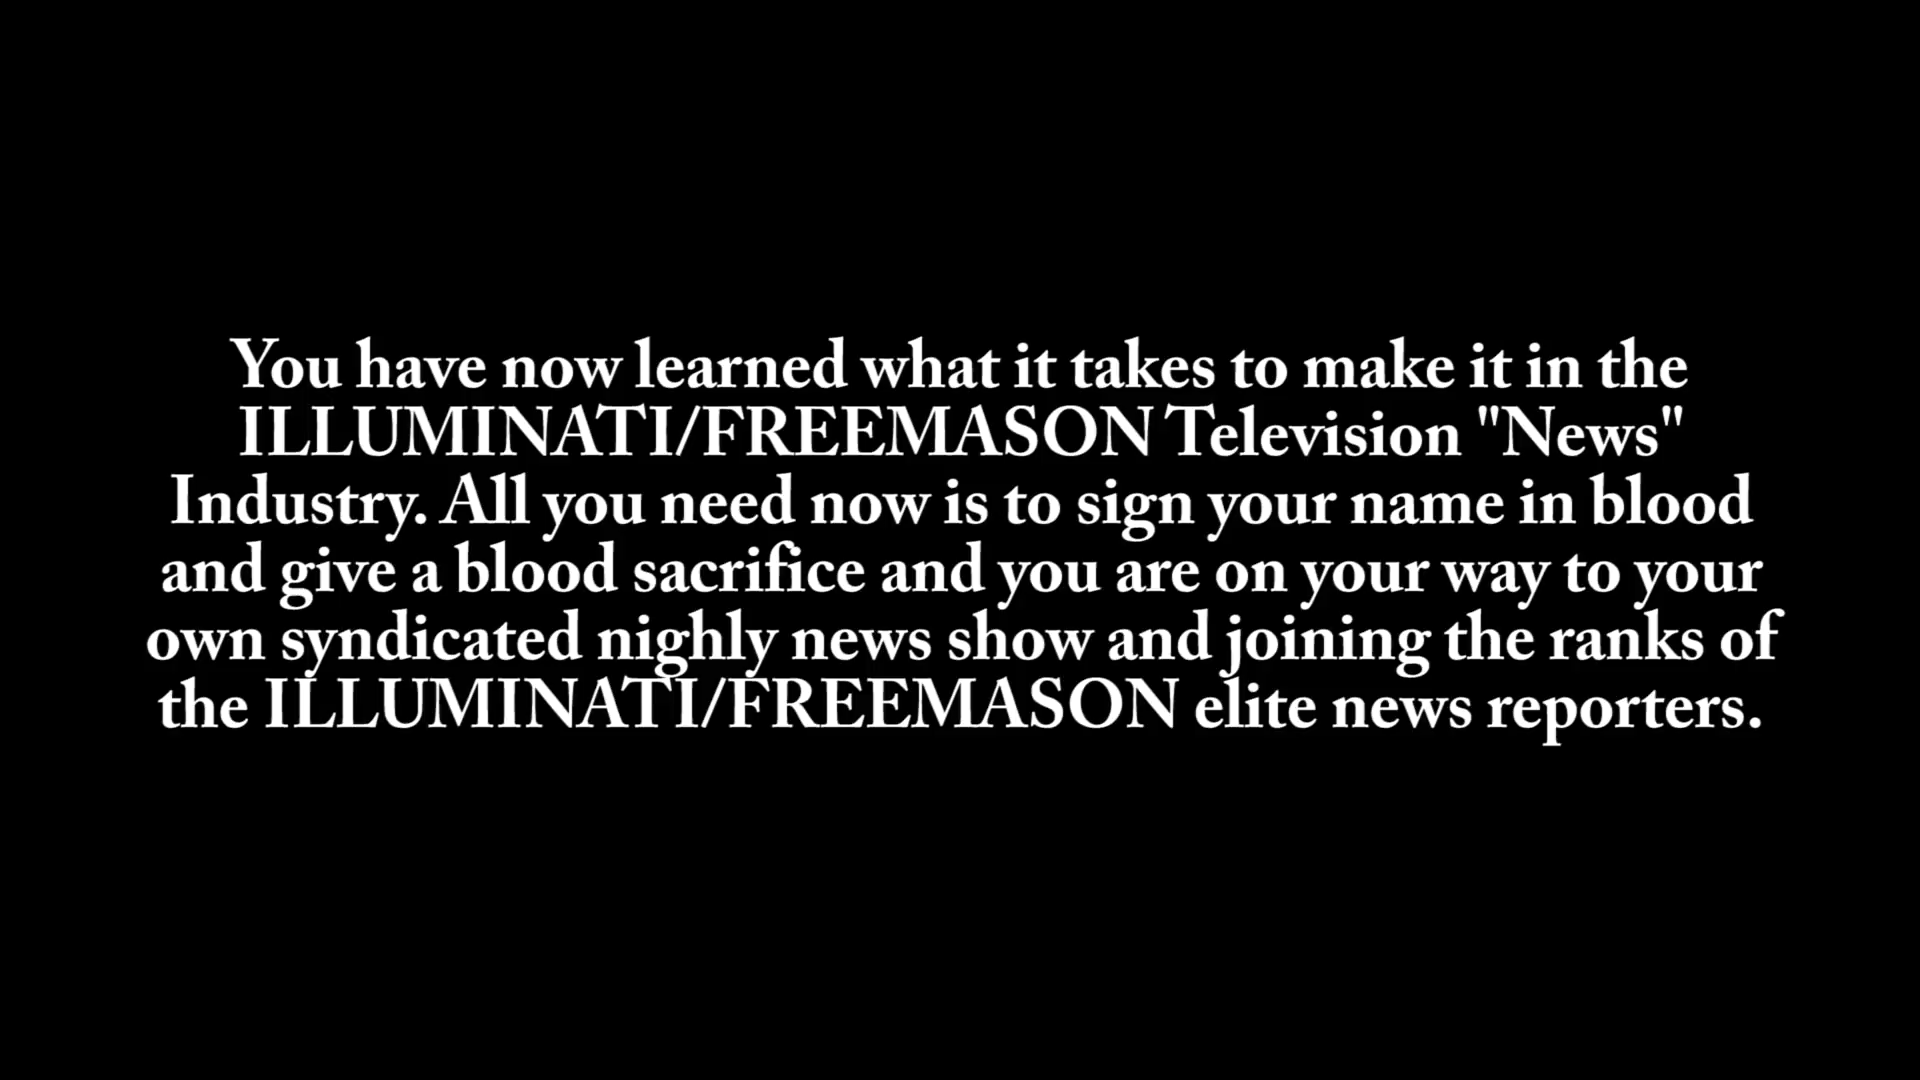 You have now learned what it takes to make it in the
ILLUMINATI/FREEMASON Television "News"
Industry. All you need now is to sign your name in blood
and give a blood sacrifice and you are on your way to your
own syndicated nighly news show and joining the ranks of
the ILLUMINATI/FREEMASON elite news reporters.